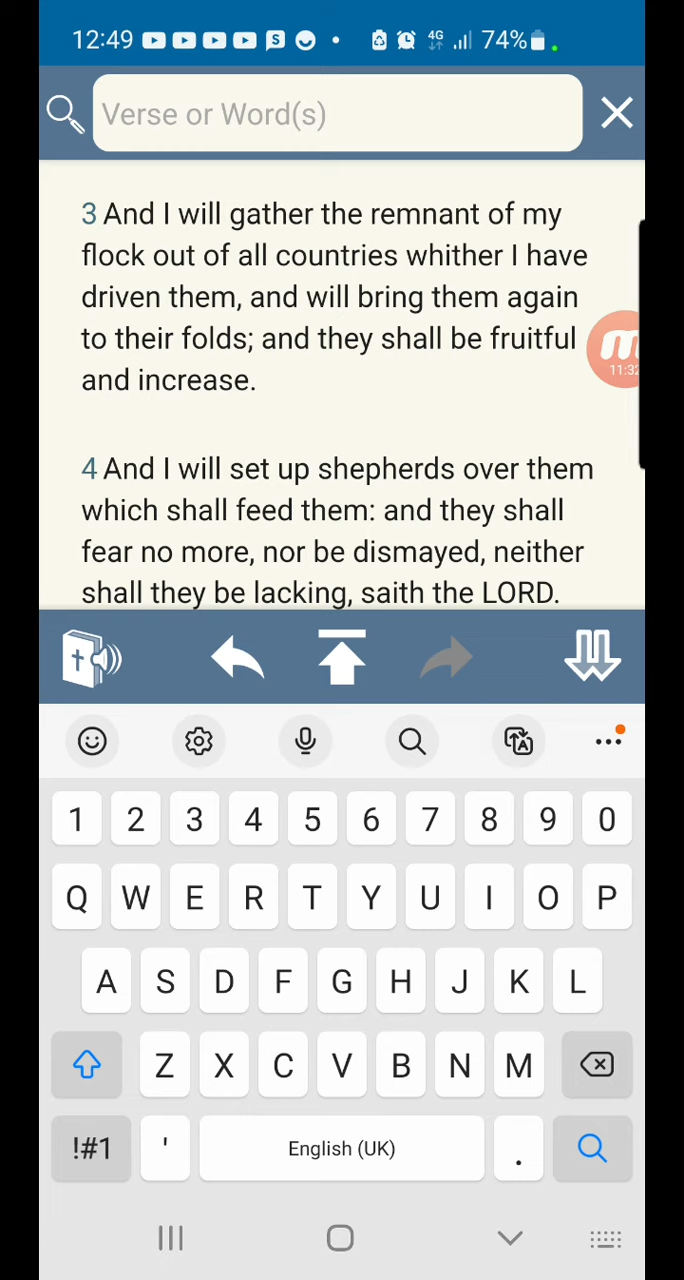 12:49 S 4G 74%
Verse or Word(s)
3 And I will gather the remnant of my
flock out of all countries whither I have
driven them, and will bring them again
to their folds; and they shall be fruitful
and increase.
m
11:32
4 And I will set up shepherds over them
which shall feed them: and they shall
fear no more, nor be dismayed, neither
shall they be lacking, saith the LORD.
1 2 3 4 5 6 7 8 9 0
Q W E R T Y U I O P
A S D F G H J K L
Z X C V B N M
!#1 ' English (UK) .